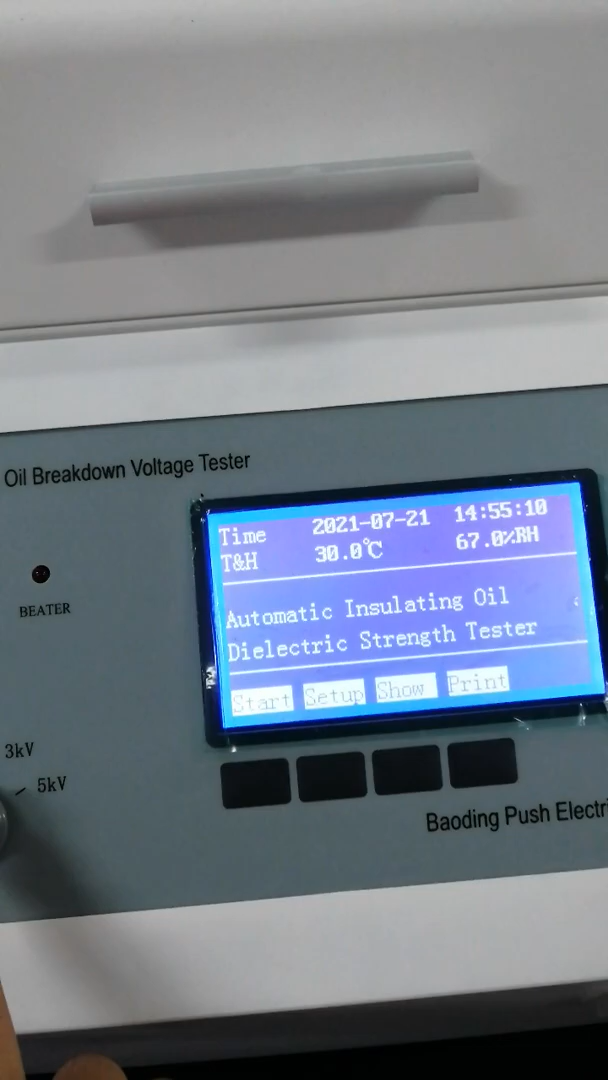 Oil Breakdown Voltage Tester
Time 2021-07-21 14:55:10
T&H 30.0℃ 67.0%RH
Automatic Insulating Oil
Dielectric Strength Tester
Start Setup Show Print
BEATER
3kV
5kV
Baoding Push Electri